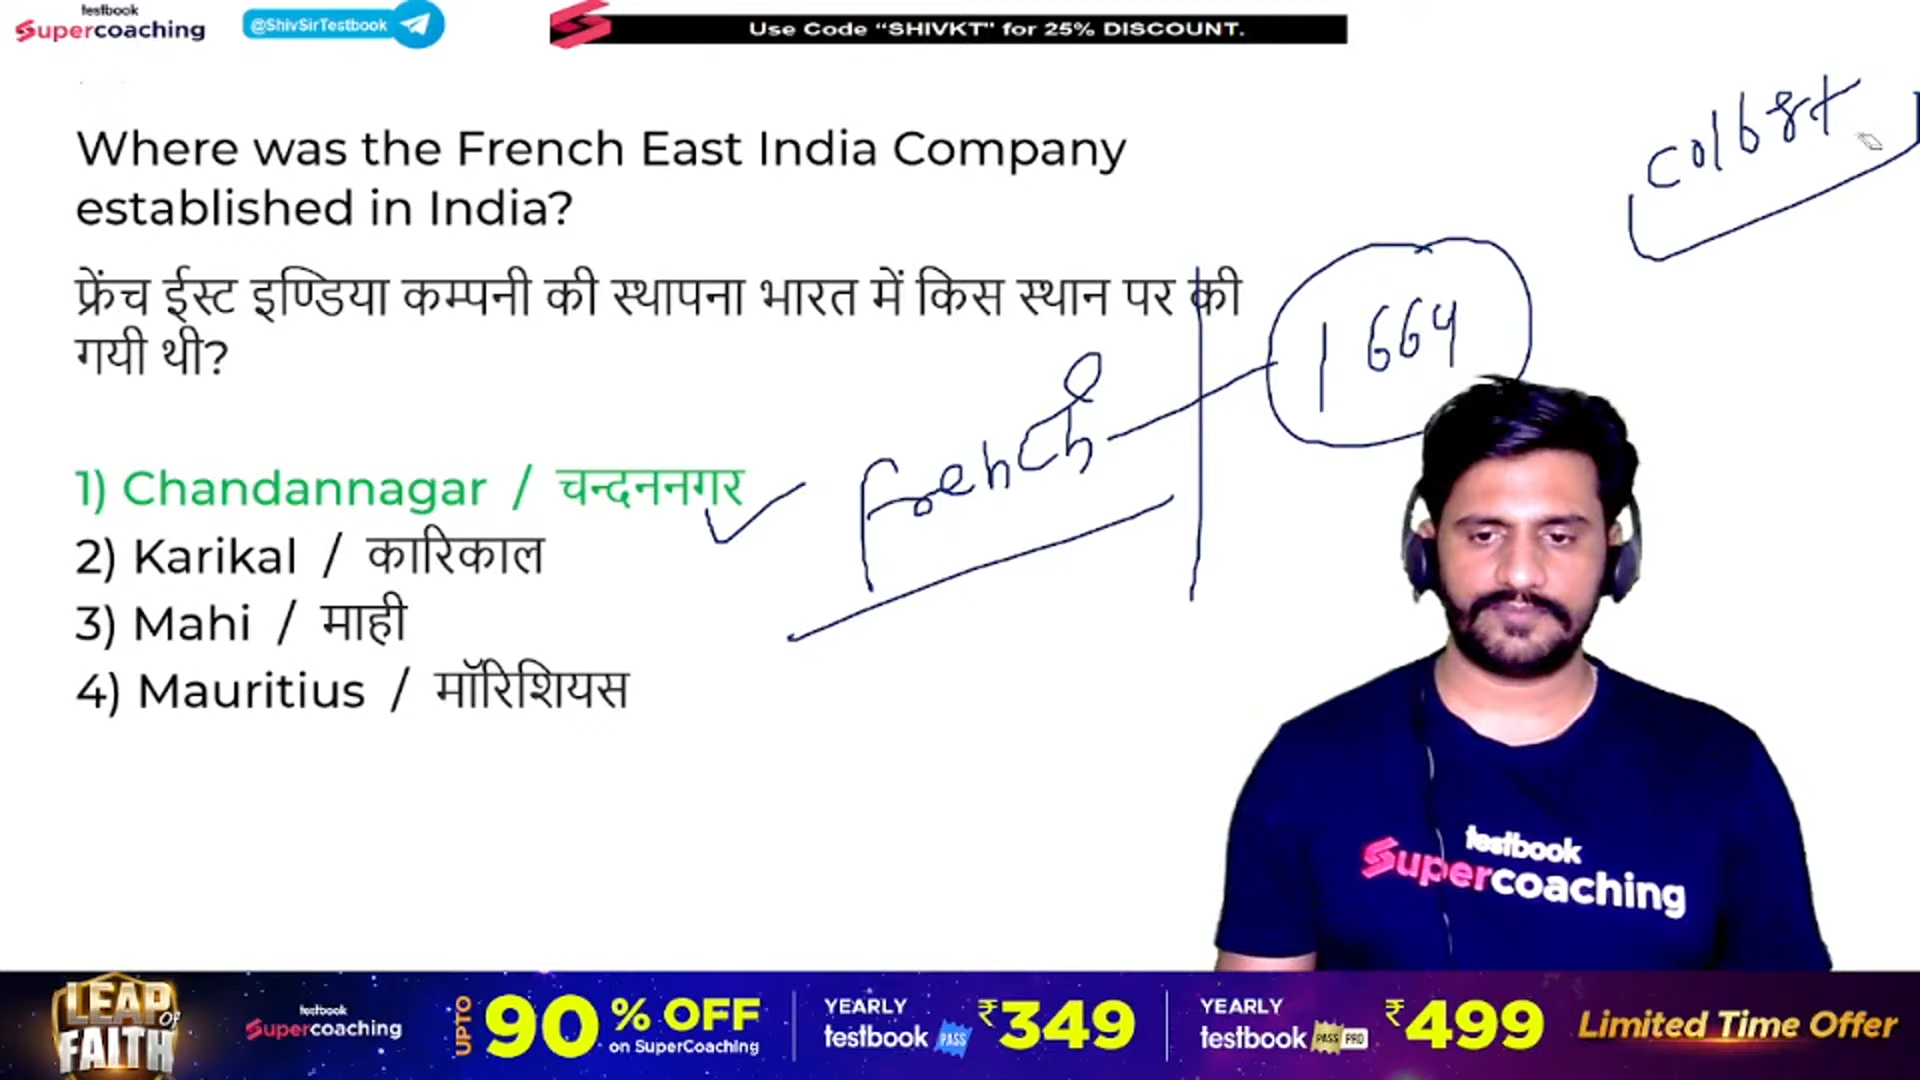 testbook
Supercoaching
@ShivSirTestbook
Use Code “SHIVKT” for 25% DISCOUNT.
Where was the French East India Company
established in India?
फ्रेंच ईस्ट इण्डिया कम्पनी की स्थापना भारत में किस स्थान पर की
गयी थी?
1) Chandannagar / चन्दननगर
2) Karikal / कारिकाल
3) Mahi / माही
4) Mauritius / मॉरिशियस
French
1664
Colbert
testbook
Supercoaching
LEAP OF
FAITH
testbook
Supercoaching
UPTO 90% OFF
on SuperCoaching
YEARLY
testbook PASS
₹349
YEARLY
testbook PASS PRO
₹499
Limited Time Offer